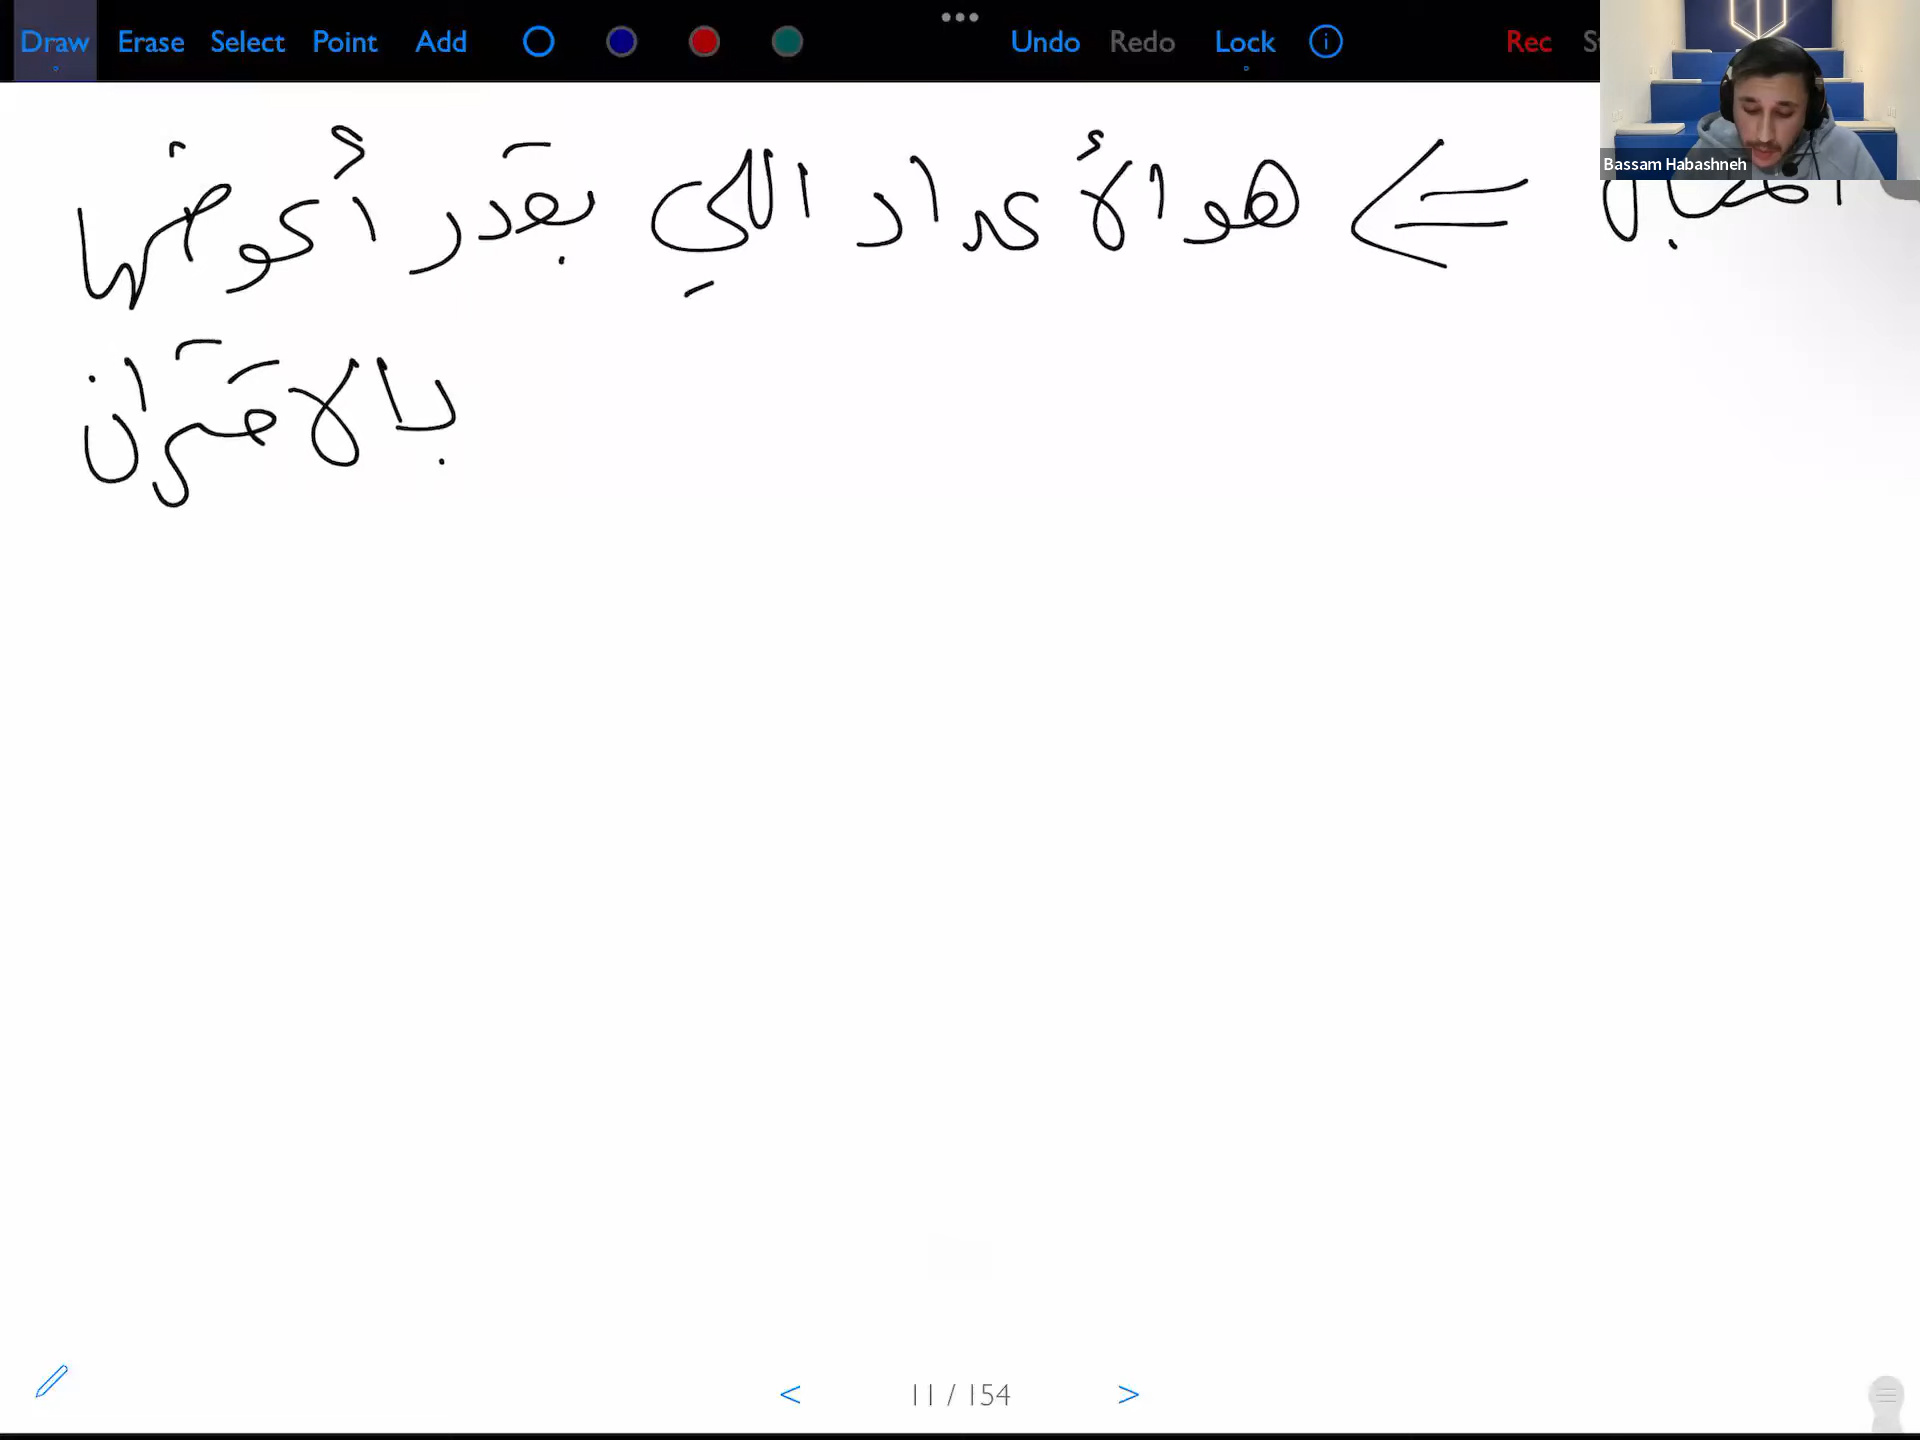 Draw Erase Select Point Add Undo Redo Lock Rec
Bassam Habashneh
المجال ⇐ هو الأعداد اللي بقدر أعوضها
بالاقتران
< 11 / 154 >